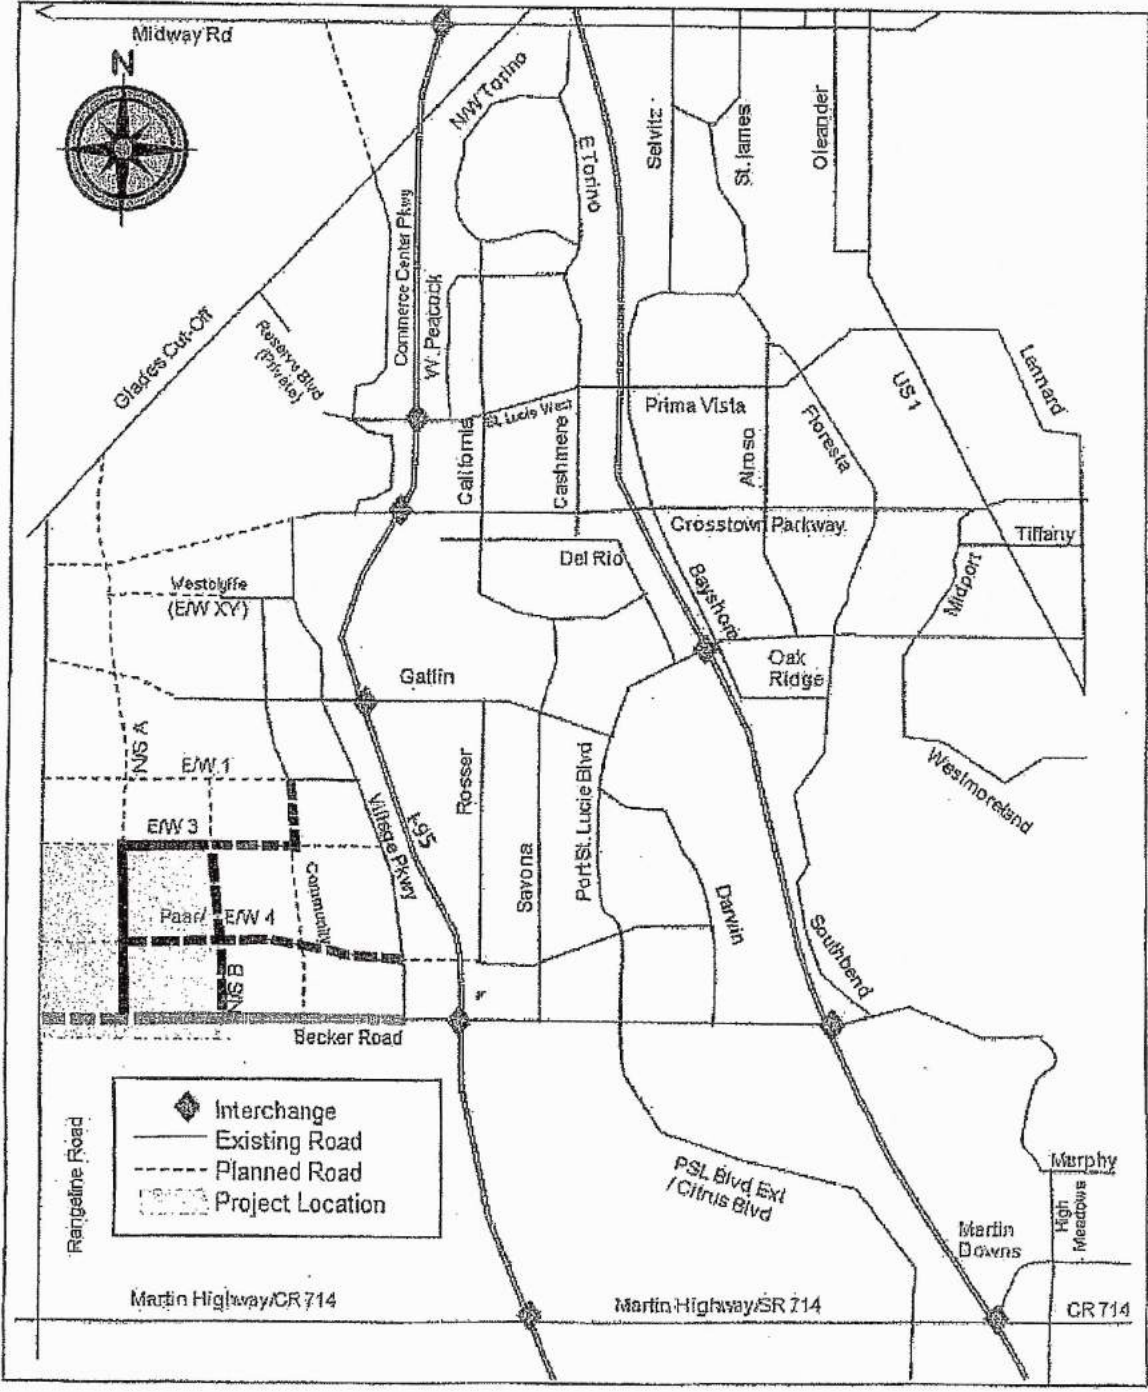 Midway Rd
N
N/W Torino
E Torino
Selvitz
St. James
Oleander
Commerce Center Pkwy
W. Peacock
Glades Cut-Off
Reserve Blvd
(Private)
St. Lucie West
California
Cashmere
Prima Vista
Airoso
Floresta
US 1
Lennard
Crosstown Parkway
Tiffany
Midport
Del Rio
Bayshore
Westclyffe
(E/W XY)
Oak
Ridge
Gatlin
Westmoreland
N/S A
E/W 1
Rosser
Port St. Lucie Blvd
Village Pkwy
I-95
E/W 3
Savona
Community
Darwin
Paar/ E/W 4
Southbend
N/S B
Becker Road
Interchange
Existing Road
Planned Road
Project Location
Rangeline Road
PSL Blvd Ext
/ Citrus Blvd
Murphy
High
Meadows
Martin
Downs
Martin Highway/CR 714
Martin Highway/SR 714
CR 714